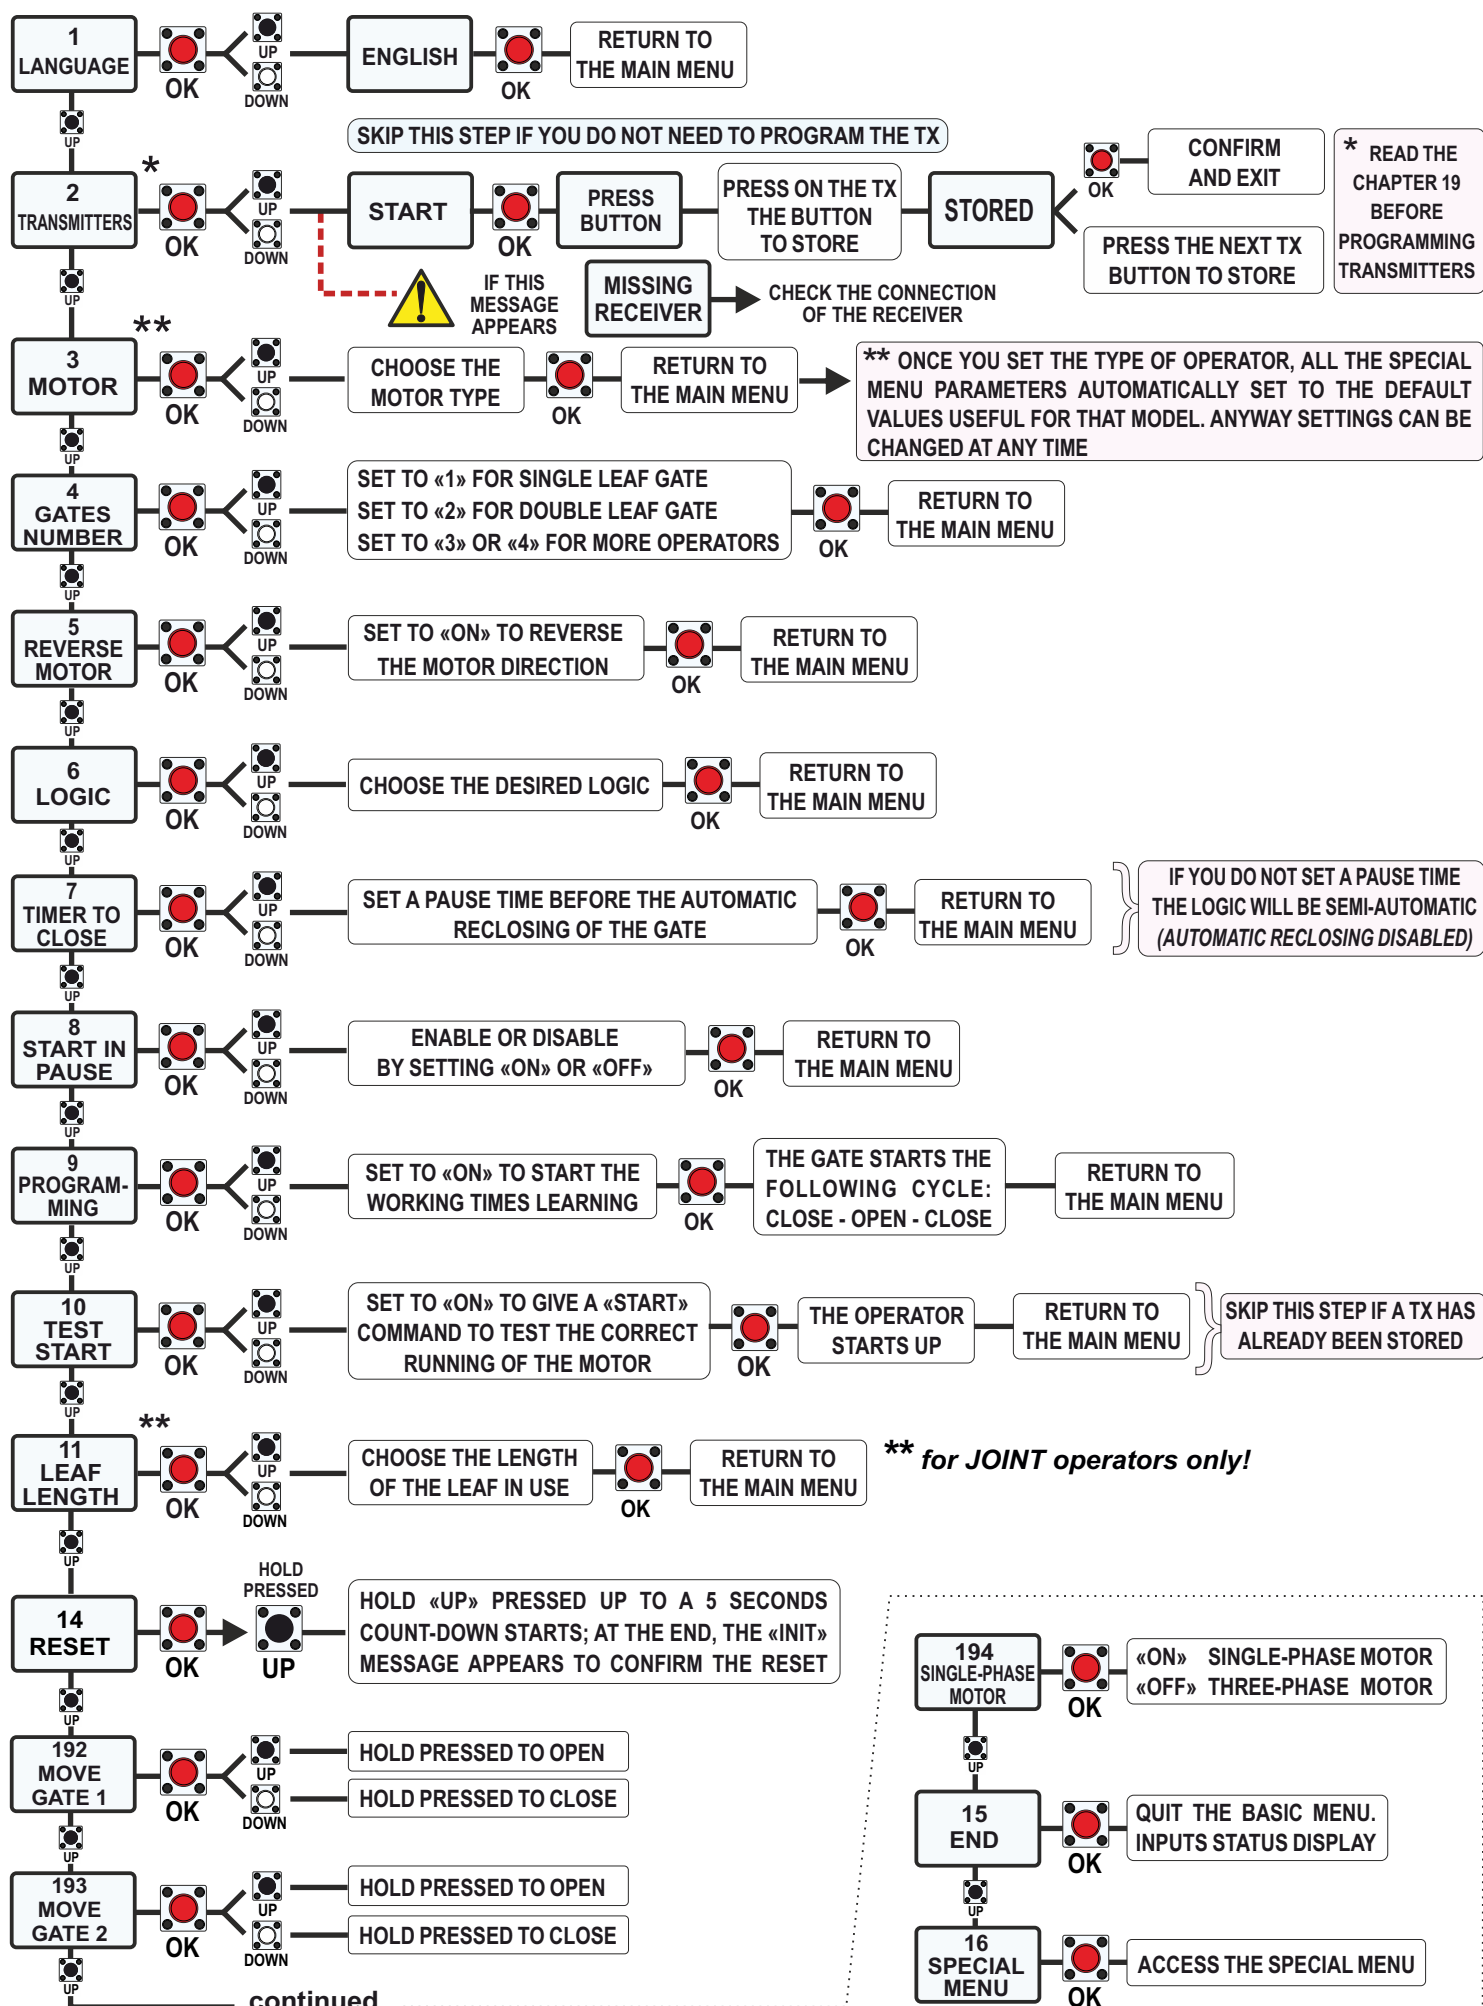 1
LANGUAGE
OK
UP
DOWN
ENGLISH
OK
RETURN TO
THE MAIN MENU
UP
SKIP THIS STEP IF YOU DO NOT NEED TO PROGRAM THE TX
2
TRANSMITTERS
*
OK
UP
DOWN
START
OK
PRESS
BUTTON
PRESS ON THE TX
THE BUTTON
TO STORE
STORED
OK
CONFIRM
AND EXIT
PRESS THE NEXT TX
BUTTON TO STORE
* READ THE
CHAPTER 19
BEFORE
PROGRAMMING
TRANSMITTERS
IF THIS
MESSAGE
APPEARS
MISSING
RECEIVER
CHECK THE CONNECTION
OF THE RECEIVER
UP
3
MOTOR
**
OK
UP
DOWN
CHOOSE THE
MOTOR TYPE
OK
RETURN TO
THE MAIN MENU
** ONCE YOU SET THE TYPE OF OPERATOR, ALL THE SPECIAL
MENU PARAMETERS AUTOMATICALLY SET TO THE DEFAULT
VALUES USEFUL FOR THAT MODEL. ANYWAY SETTINGS CAN BE
CHANGED AT ANY TIME
UP
4
GATES
NUMBER
OK
UP
DOWN
SET TO «1» FOR SINGLE LEAF GATE
SET TO «2» FOR DOUBLE LEAF GATE
SET TO «3» OR «4» FOR MORE OPERATORS
OK
RETURN TO
THE MAIN MENU
UP
5
REVERSE
MOTOR
OK
UP
DOWN
SET TO «ON» TO REVERSE
THE MOTOR DIRECTION
OK
RETURN TO
THE MAIN MENU
UP
6
LOGIC
OK
UP
DOWN
CHOOSE THE DESIRED LOGIC
OK
RETURN TO
THE MAIN MENU
UP
7
TIMER TO
CLOSE
OK
UP
DOWN
SET A PAUSE TIME BEFORE THE AUTOMATIC
RECLOSING OF THE GATE
OK
RETURN TO
THE MAIN MENU
IF YOU DO NOT SET A PAUSE TIME
THE LOGIC WILL BE SEMI-AUTOMATIC
(AUTOMATIC RECLOSING DISABLED)
UP
8
START IN
PAUSE
OK
UP
DOWN
ENABLE OR DISABLE
BY SETTING «ON» OR «OFF»
OK
RETURN TO
THE MAIN MENU
UP
9
PROGRAM-
MING
OK
UP
DOWN
SET TO «ON» TO START THE
WORKING TIMES LEARNING
OK
THE GATE STARTS THE
FOLLOWING CYCLE:
CLOSE - OPEN - CLOSE
RETURN TO
THE MAIN MENU
UP
10
TEST
START
OK
UP
DOWN
SET TO «ON» TO GIVE A «START»
COMMAND TO TEST THE CORRECT
RUNNING OF THE MOTOR
OK
THE OPERATOR
STARTS UP
RETURN TO
THE MAIN MENU
SKIP THIS STEP IF A TX HAS
ALREADY BEEN STORED
UP
11
LEAF
LENGTH
**
OK
UP
DOWN
CHOOSE THE LENGTH
OF THE LEAF IN USE
OK
RETURN TO
THE MAIN MENU
** for JOINT operators only!
UP
14
RESET
OK
HOLD
PRESSED
UP
HOLD «UP» PRESSED UP TO A 5 SECONDS
COUNT-DOWN STARTS; AT THE END, THE «INIT»
MESSAGE APPEARS TO CONFIRM THE RESET
UP
192
MOVE
GATE 1
OK
UP
DOWN
HOLD PRESSED TO OPEN
HOLD PRESSED TO CLOSE
UP
193
MOVE
GATE 2
OK
UP
DOWN
HOLD PRESSED TO OPEN
HOLD PRESSED TO CLOSE
UP
continued
194
SINGLE-PHASE
MOTOR
OK
«ON» SINGLE-PHASE MOTOR
«OFF» THREE-PHASE MOTOR
UP
15
END
OK
QUIT THE BASIC MENU.
INPUTS STATUS DISPLAY
UP
16
SPECIAL
MENU
OK
ACCESS THE SPECIAL MENU